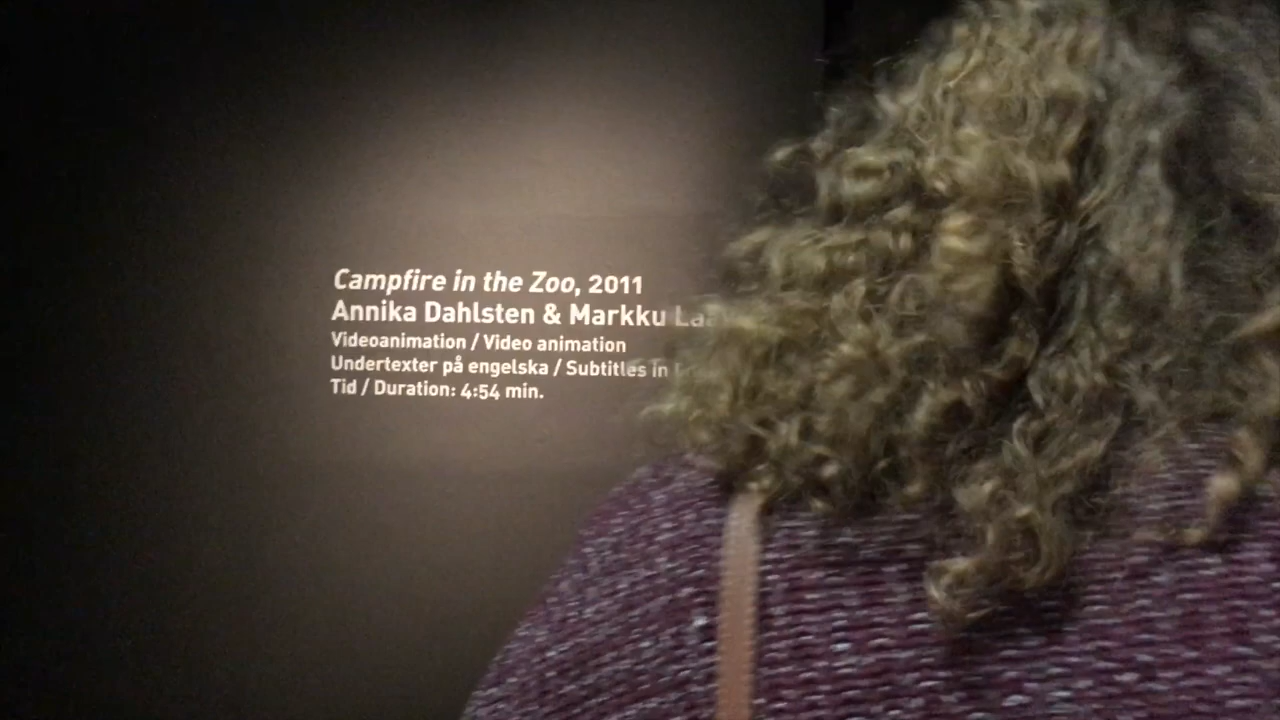 Campfire in the Zoo, 2011
Annika Dahlsten & Markku
Videoanimation / Video animation
Undertexter på engelska / Subtitles in
Tid / Duration: 4:54 min.